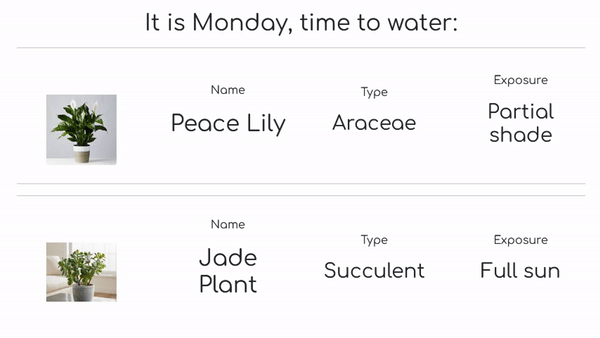 It is Monday, time to water:
Name
Type
Exposure
Peace Lily
Araceae
Partial
shade
Name
Type
Exposure
Jade
Plant
Succulent
Full sun